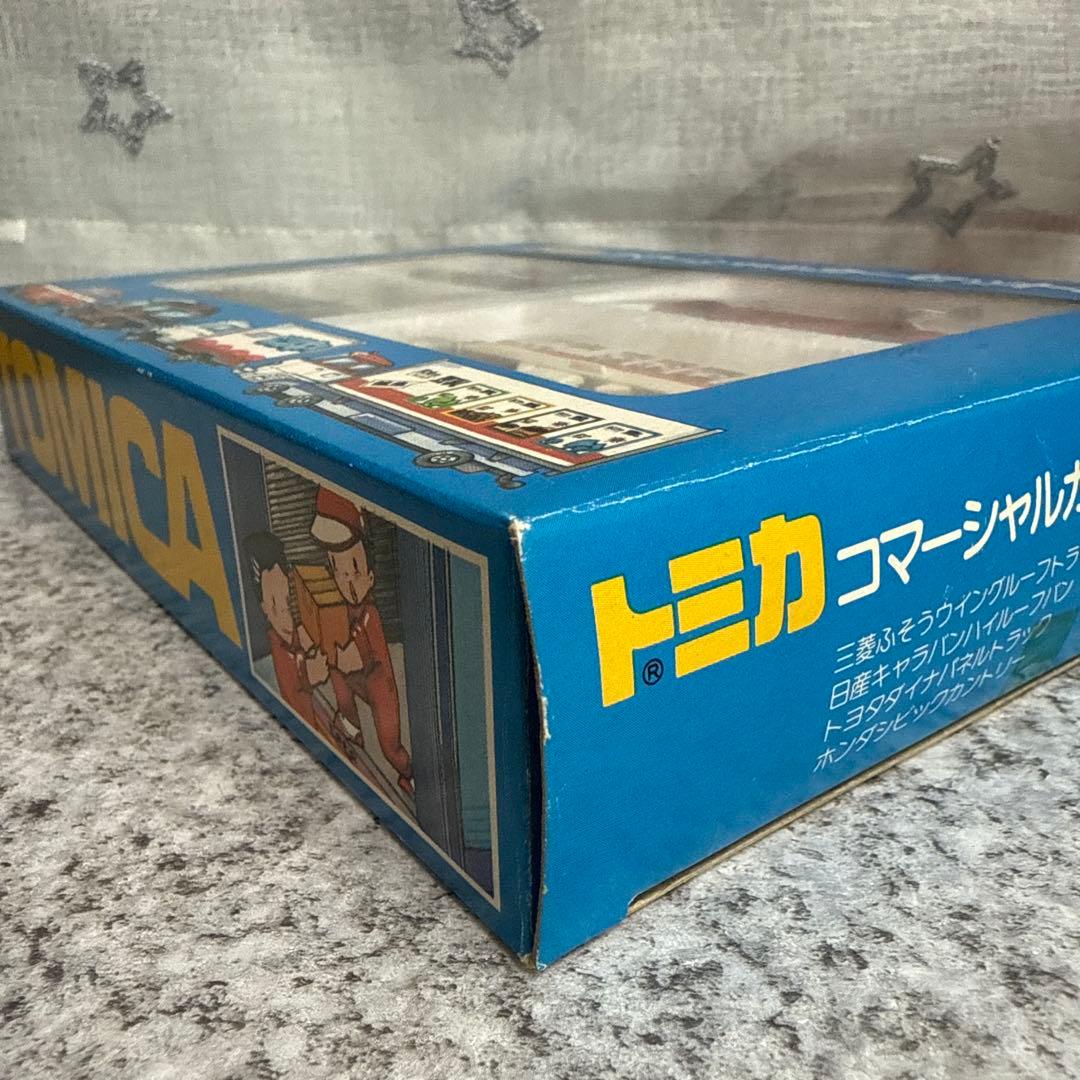 TOMICA
トミカ®
コマーシャルカ
三菱ふそうウイングルーフトラ
日産キャラバンハイルーフバン
トヨタダイナパネルトラック
ホンダシビックカントリー